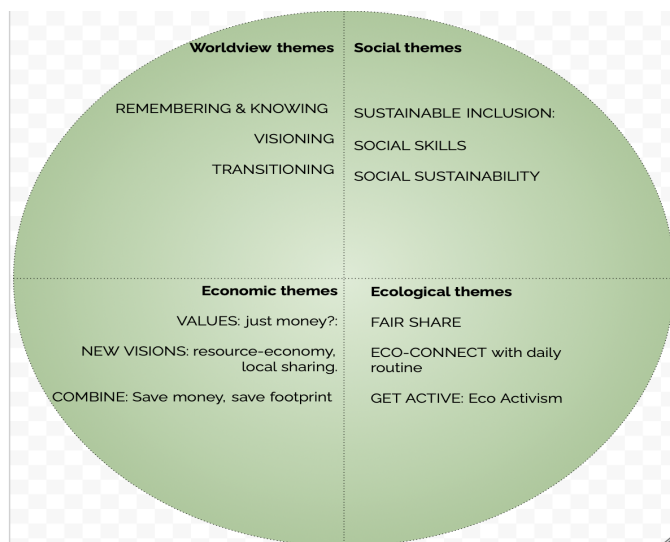 Worldview themes
REMEMBERING & KNOWING
VISIONING
TRANSITIONING
Social themes
SUSTAINABLE INCLUSION:
SOCIAL SKILLS
SOCIAL SUSTAINABILITY
Economic themes
VALUES: just money?:
NEW VISIONS: resource-economy,
local sharing.
COMBINE: Save money, save footprint
Ecological themes
FAIR SHARE
ECO-CONNECT with daily
routine
GET ACTIVE: Eco Activism